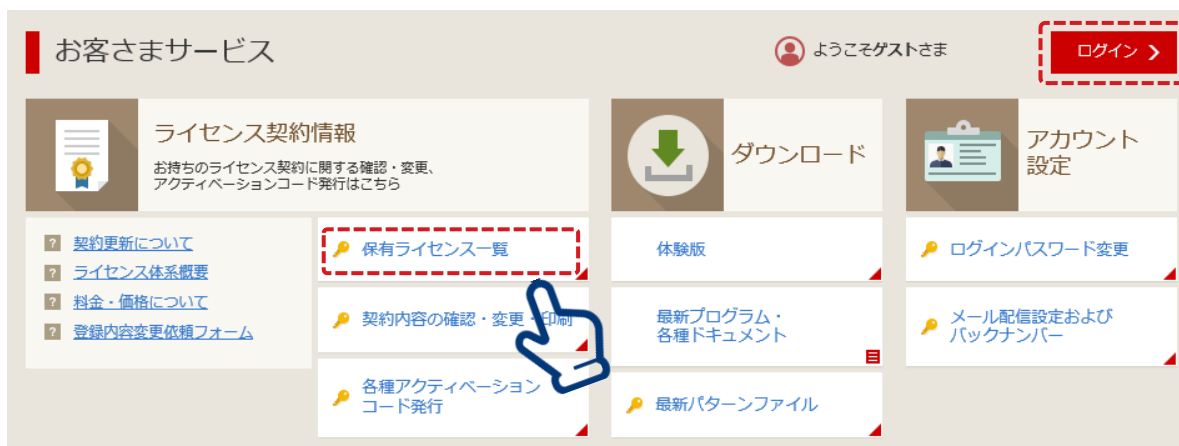 お客さまサービス
ようこそゲストさま
ログイン
ライセンス契約情報
お持ちのライセンス契約に関する確認・変更、
アクティベーションコード発行はこちら
ダウンロード
アカウント
設定
? 契約更新について
? ライセンス体系概要
? 料金・価格について
? 登録内容変更依頼フォーム
保有ライセンス一覧
契約内容の確認・変更・印刷
各種アクティベーション
コード発行
体験版
最新プログラム・
各種ドキュメント
最新パターンファイル
ログインパスワード変更
メール配信設定および
バックナンバー